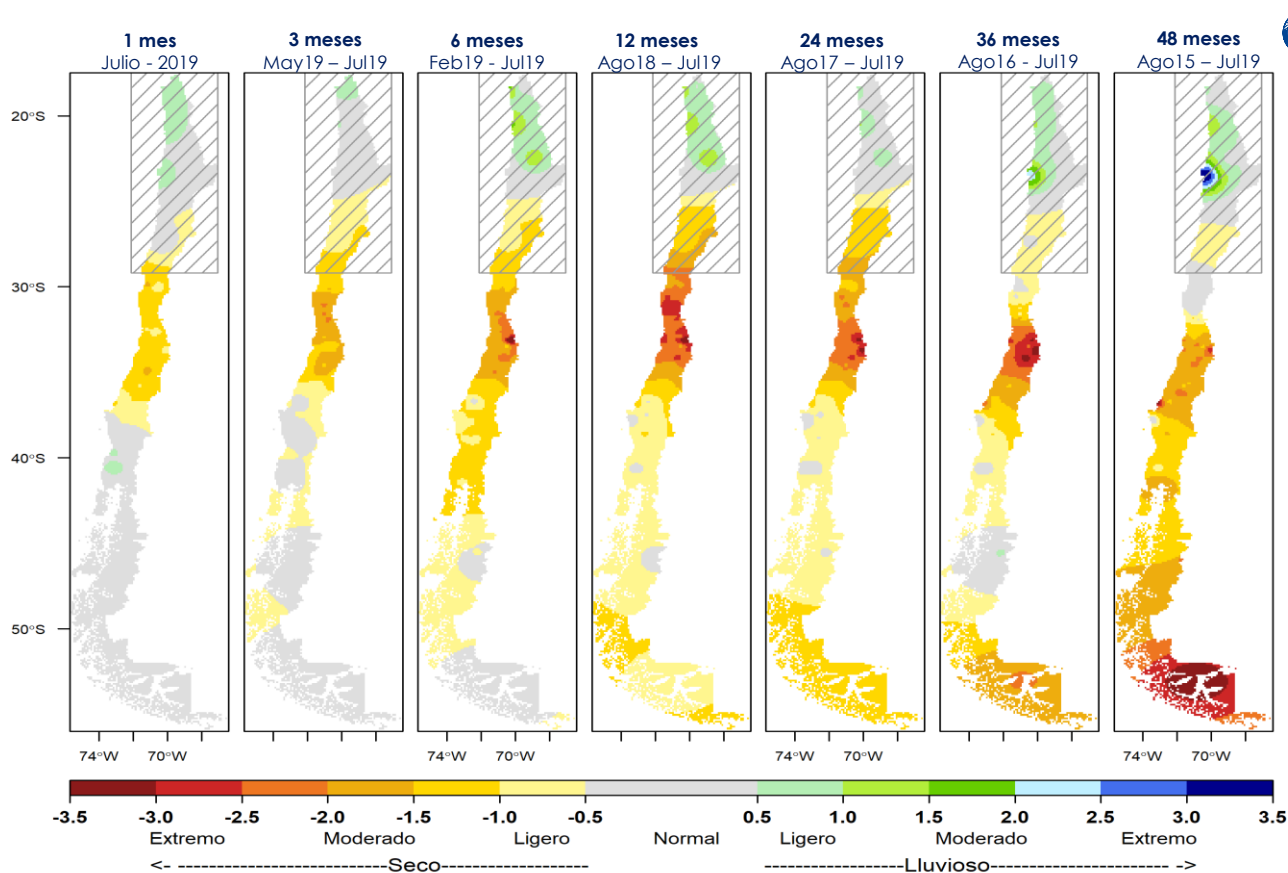 1 mes 3 meses 6 meses 12 meses 24 meses 36 meses 48 meses
Julio - 2019 May19 – Jul19 Feb19 - Jul19 Ago18 – Jul19 Ago17 – Jul19 Ago16 - Jul19 Ago15 – Jul19
20°S
30°S
40°S
50°S
74°W 70°W 70°W 74°W 70°W 74°W 70°W
-3.5 -3.0 -2.5 -2.0 -1.5 -1.0 -0.5 0.5 1.0 1.5 2.0 2.5 3.0 3.5
Extremo Moderado Ligero Normal Ligero Moderado Extremo
<- -----------------------------Seco-------------------- -------------------Lluvioso------------------------ ->